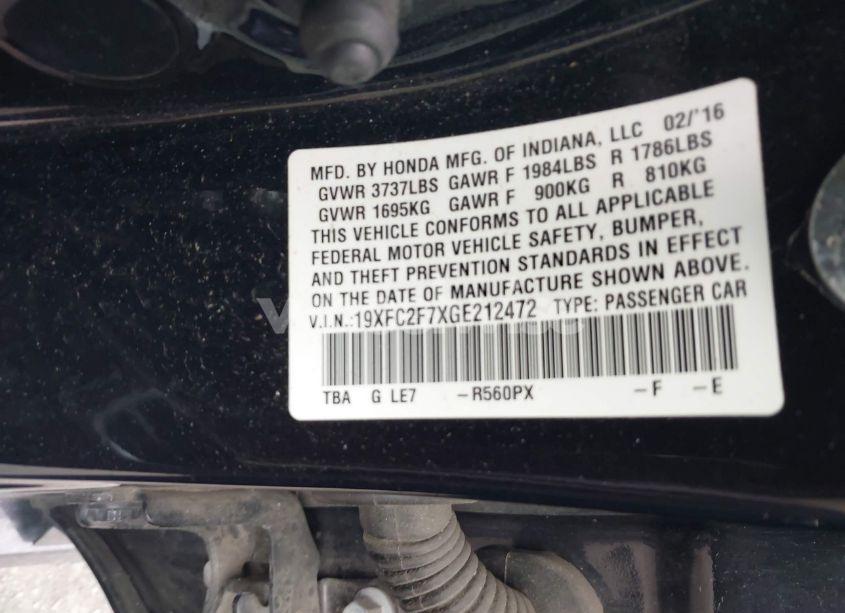 MFD. BY HONDA MFG. OF INDIANA, LLC 02/'16
GVWR 3737LBS GAWR F 1984LBS R 1786LBS
GVWR 1695KG GAWR F 900KG R 810KG
THIS VEHICLE CONFORMS TO ALL APPLICABLE
FEDERAL MOTOR VEHICLE SAFETY, BUMPER,
AND THEFT PREVENTION STANDARDS IN EFFECT
ON THE DATE OF MANUFACTURE SHOWN ABOVE.
V.I.N.:19XFC2F7XGE212472 TYPE: PASSENGER CAR
TBA G LE7 -R560PX -F -E